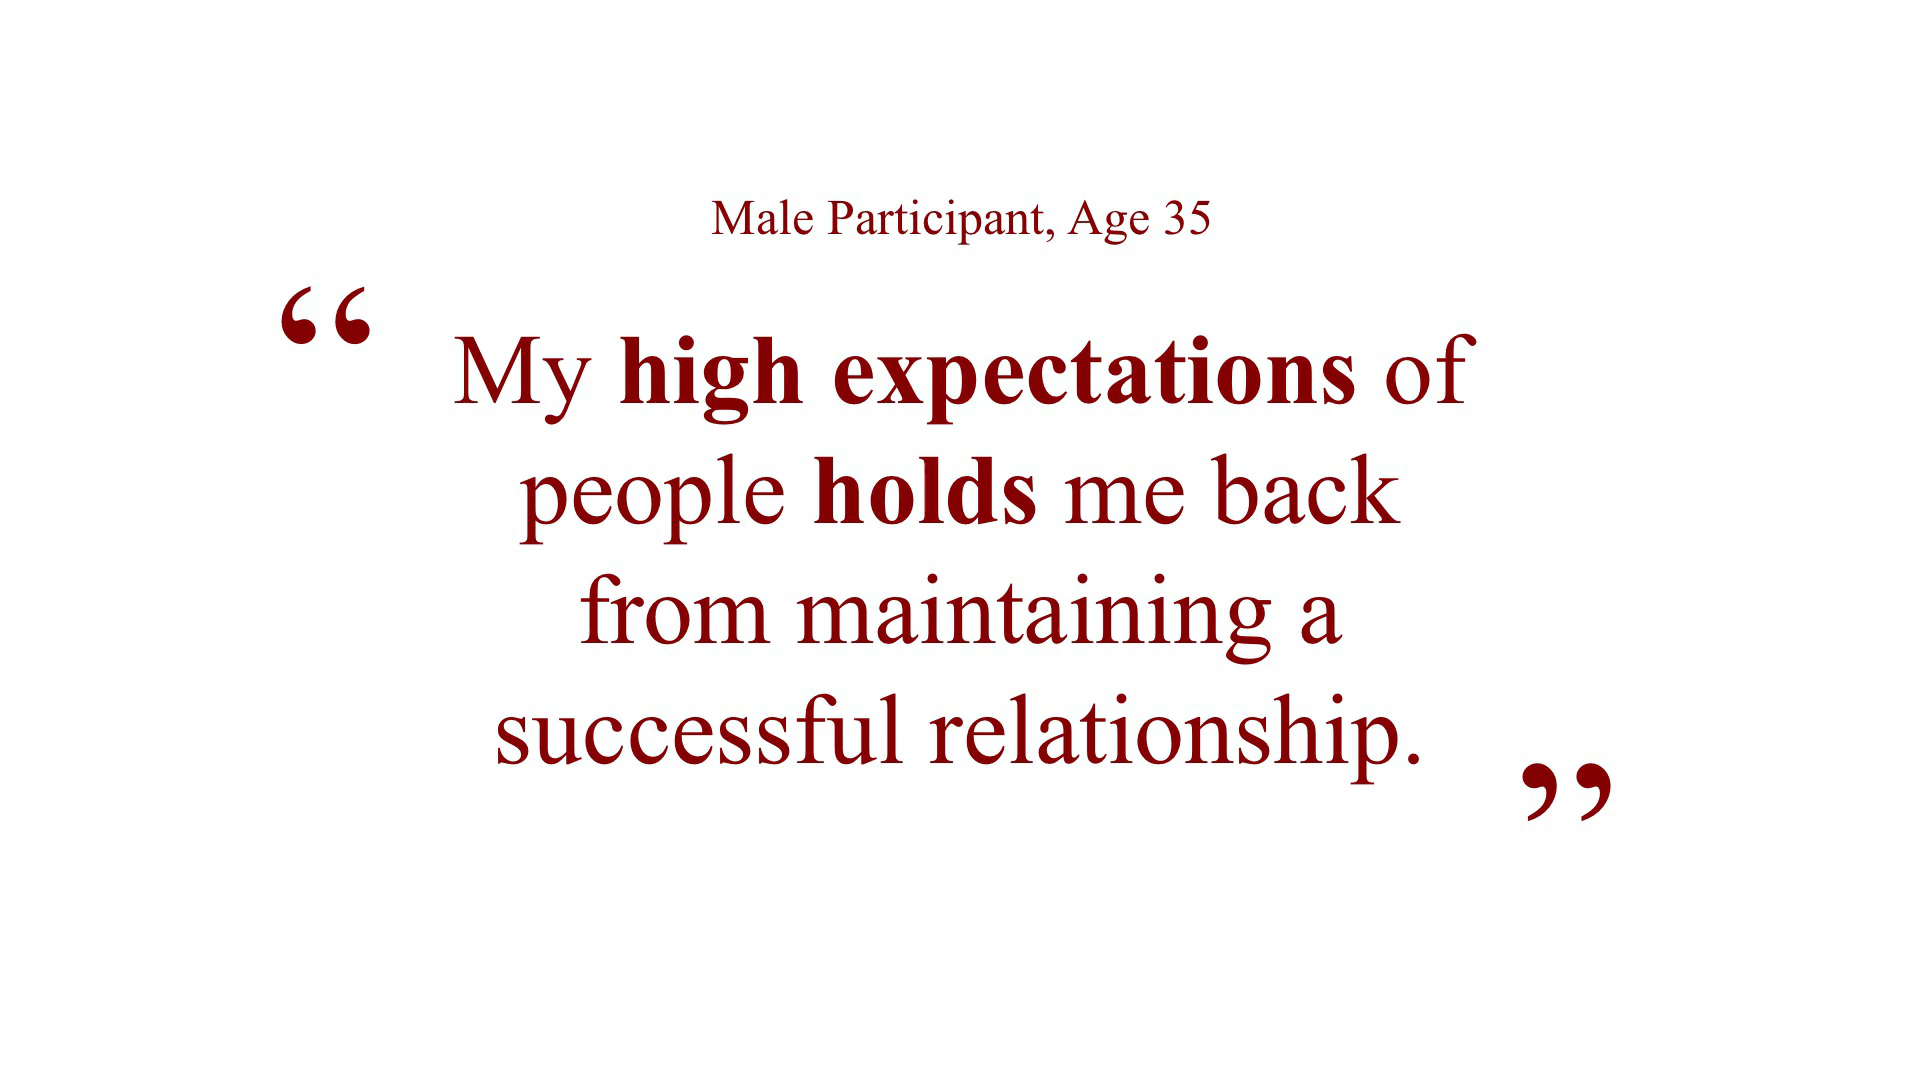 Male Participant, Age 35
“ My high expectations of
people holds me back
from maintaining a
successful relationship. ”